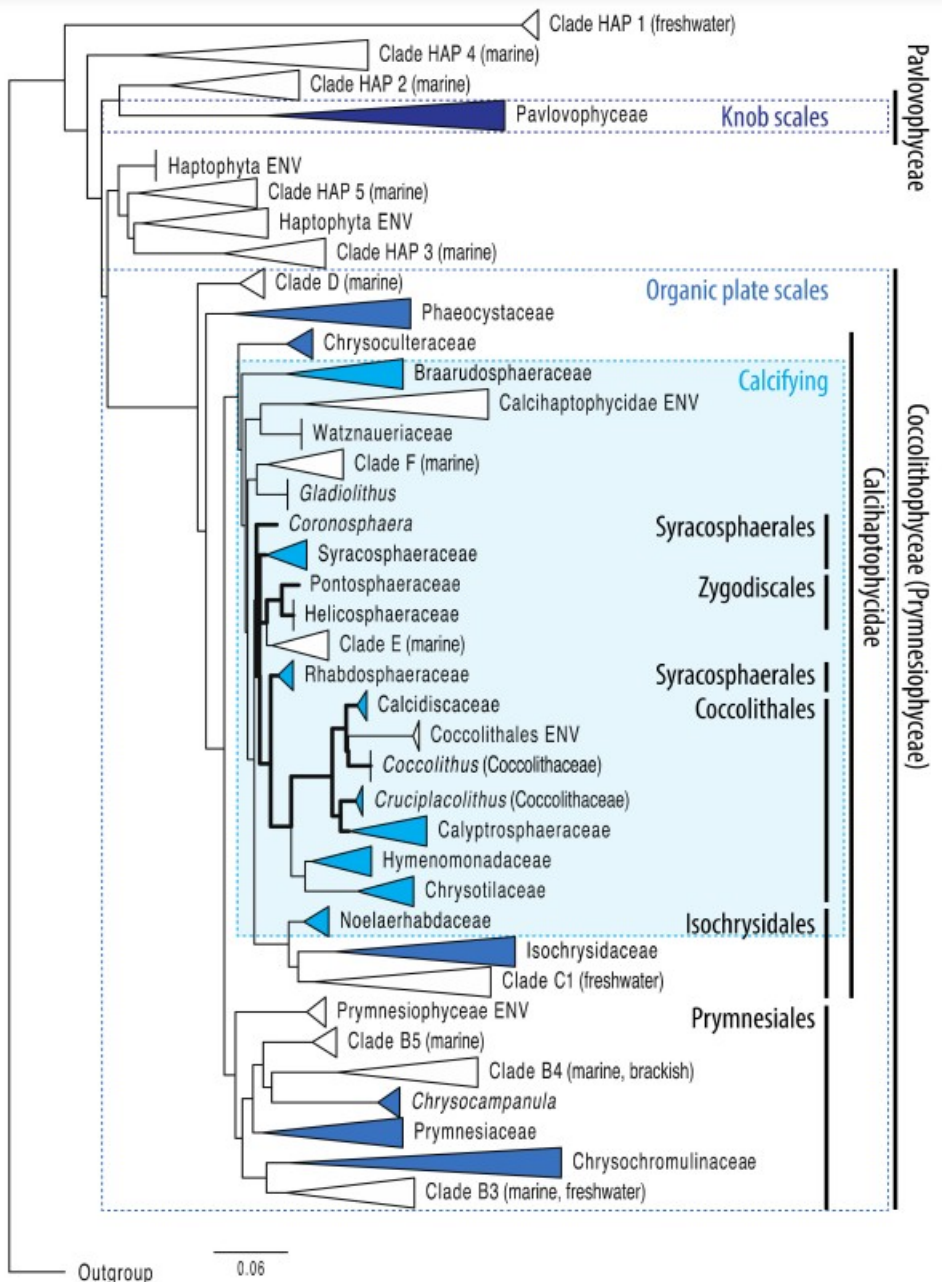 Clade HAP 1 (freshwater)
Clade HAP 4 (marine)
Clade HAP 2 (marine)
Pavlovophyceae
Knob scales
Pavlovophyceae
Haptophyta ENV
Clade HAP 5 (marine)
Haptophyta ENV
Clade HAP 3 (marine)
Clade D (marine)
Organic plate scales
Phaeocystaceae
Chrysoculteraceae
Braarudosphaeraceae
Calcifying
Calcihaptophycidae ENV
Watznaueriaceae
Clade F (marine)
Gladiolithus
Coronosphaera
Syracosphaerales
Syracosphaeraceae
Pontosphaeraceae
Zygodiscales
Helicosphaeraceae
Clade E (marine)
Rhabdosphaeraceae
Syracosphaerales
Calcidiscaceae
Coccolithales
Coccolithales ENV
Coccolithus (Coccolithaceae)
Cruciplacolithus (Coccolithaceae)
Calyptrosphaeraceae
Hymenomonadaceae
Chrysotilaceae
Noelaerhabdaceae
Isochrysidales
Isochrysidaceae
Clade C1 (freshwater)
Calcihaptophycidae
Coccolithophyceae (Prymnesiophyceae)
Prymnesiophyceae ENV
Prymnesiales
Clade B5 (marine)
Clade B4 (marine, brackish)
Chrysocampanula
Prymnesiaceae
Chrysochromulinaceae
Clade B3 (marine, freshwater)
0.06
Outgroup